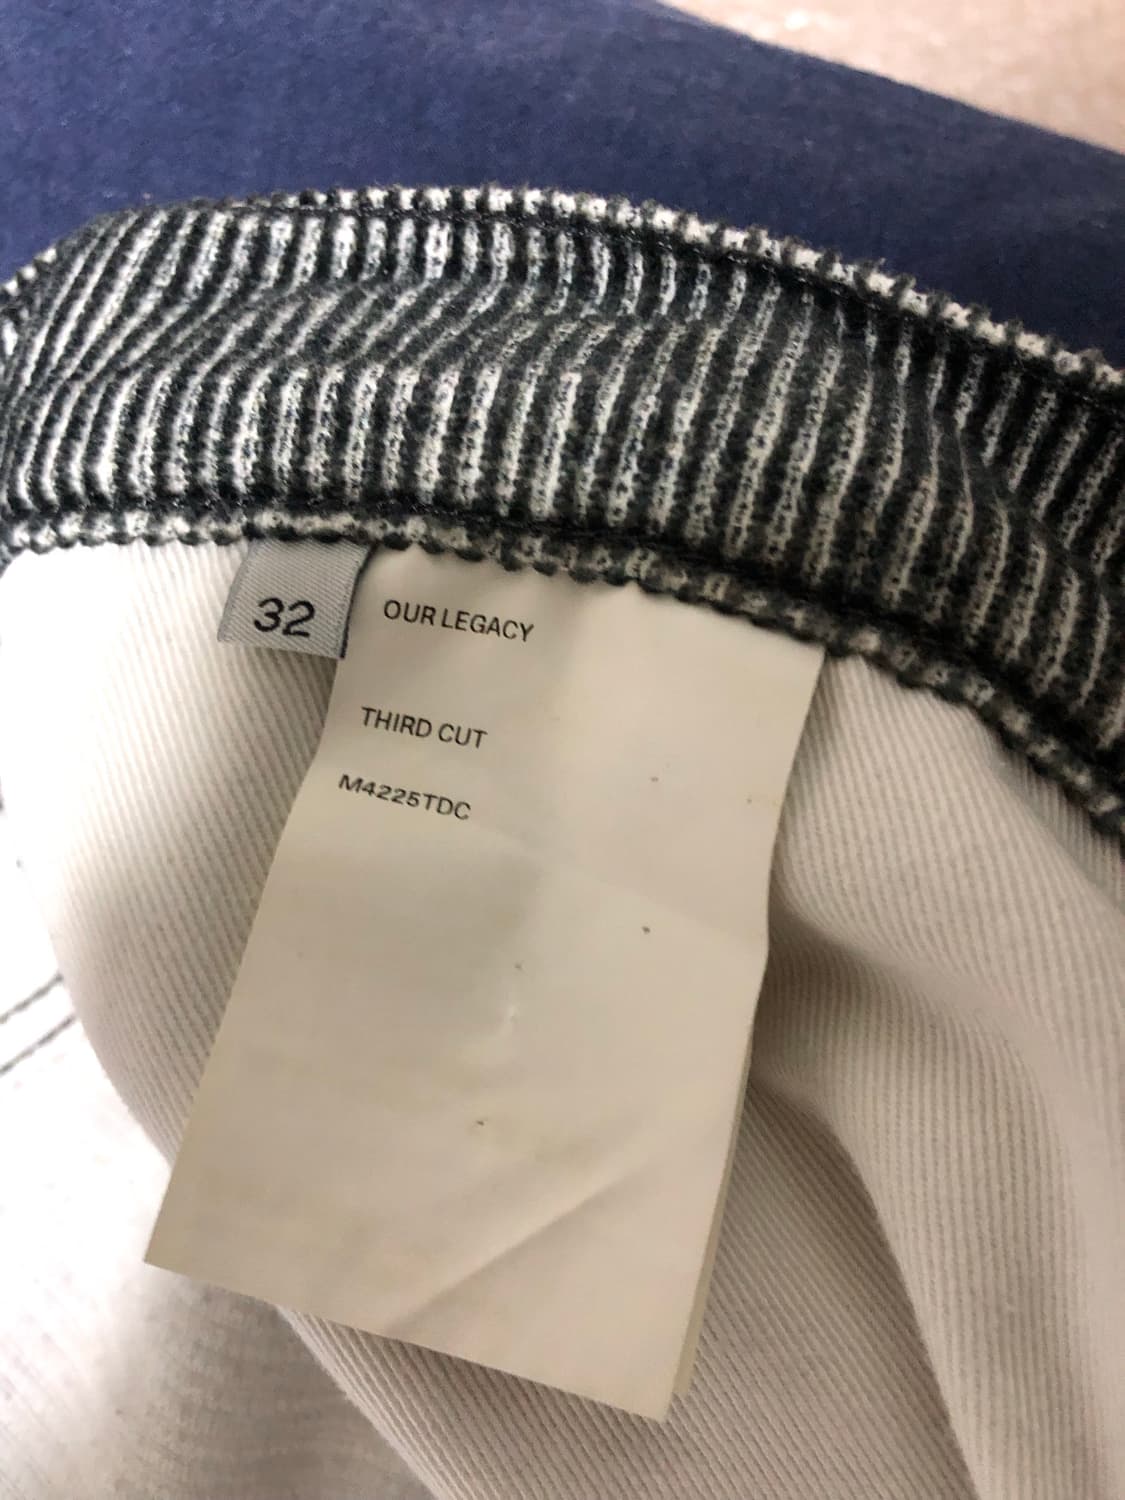 32
OUR LEGACY
THIRD CUT
M4225TDC